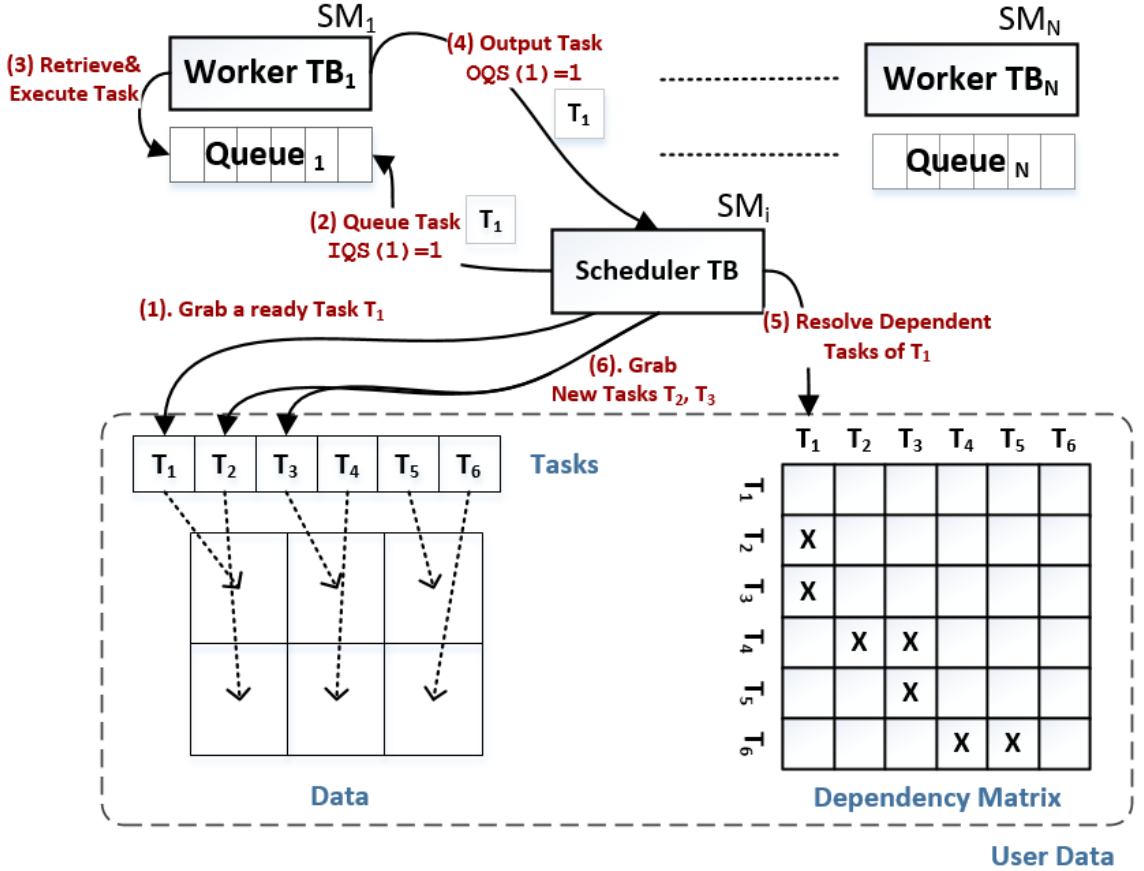 SM1
SMN
(3) Retrieve&
Execute Task
Worker TB1
(4) Output Task
OQS(1)=1
Worker TBN
T1
Queue 1
Queue N
(2) Queue Task
IQS(1)=1
T1
SMi
Scheduler TB
(1). Grab a ready Task T1
(5) Resolve Dependent
Tasks of T1
(6). Grab
New Tasks T2, T3
T1 T2 T3 T4 T5 T6
Tasks
Data
T1 T2 T3 T4 T5 T6
T1
T2 X
T3 X
T4 X X
T5 X
T6 X X
Dependency Matrix
User Data